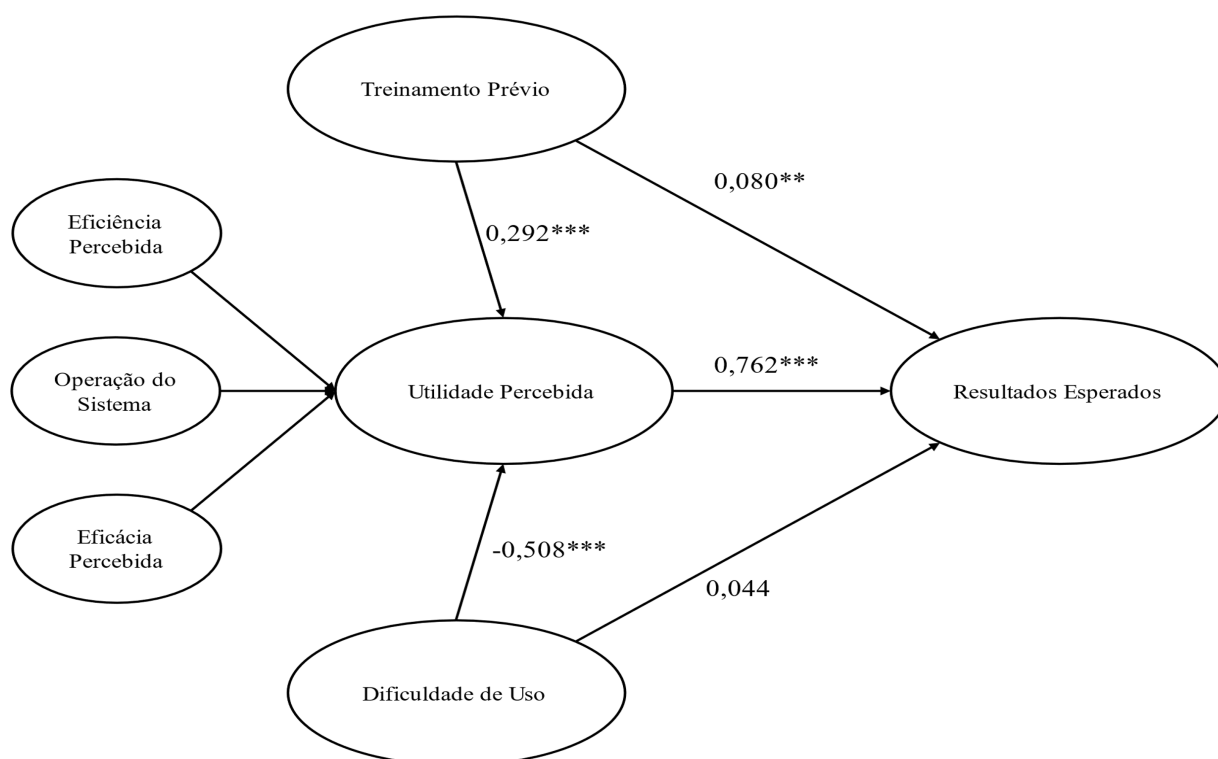 Treinamento Prévio
0,080**
Eficiência
Percebida
0,292***
Operação do
Sistema
Utilidade Percebida
0,762***
Resultados Esperados
Eficácia
Percebida
-0,508***
0,044
Dificuldade de Uso